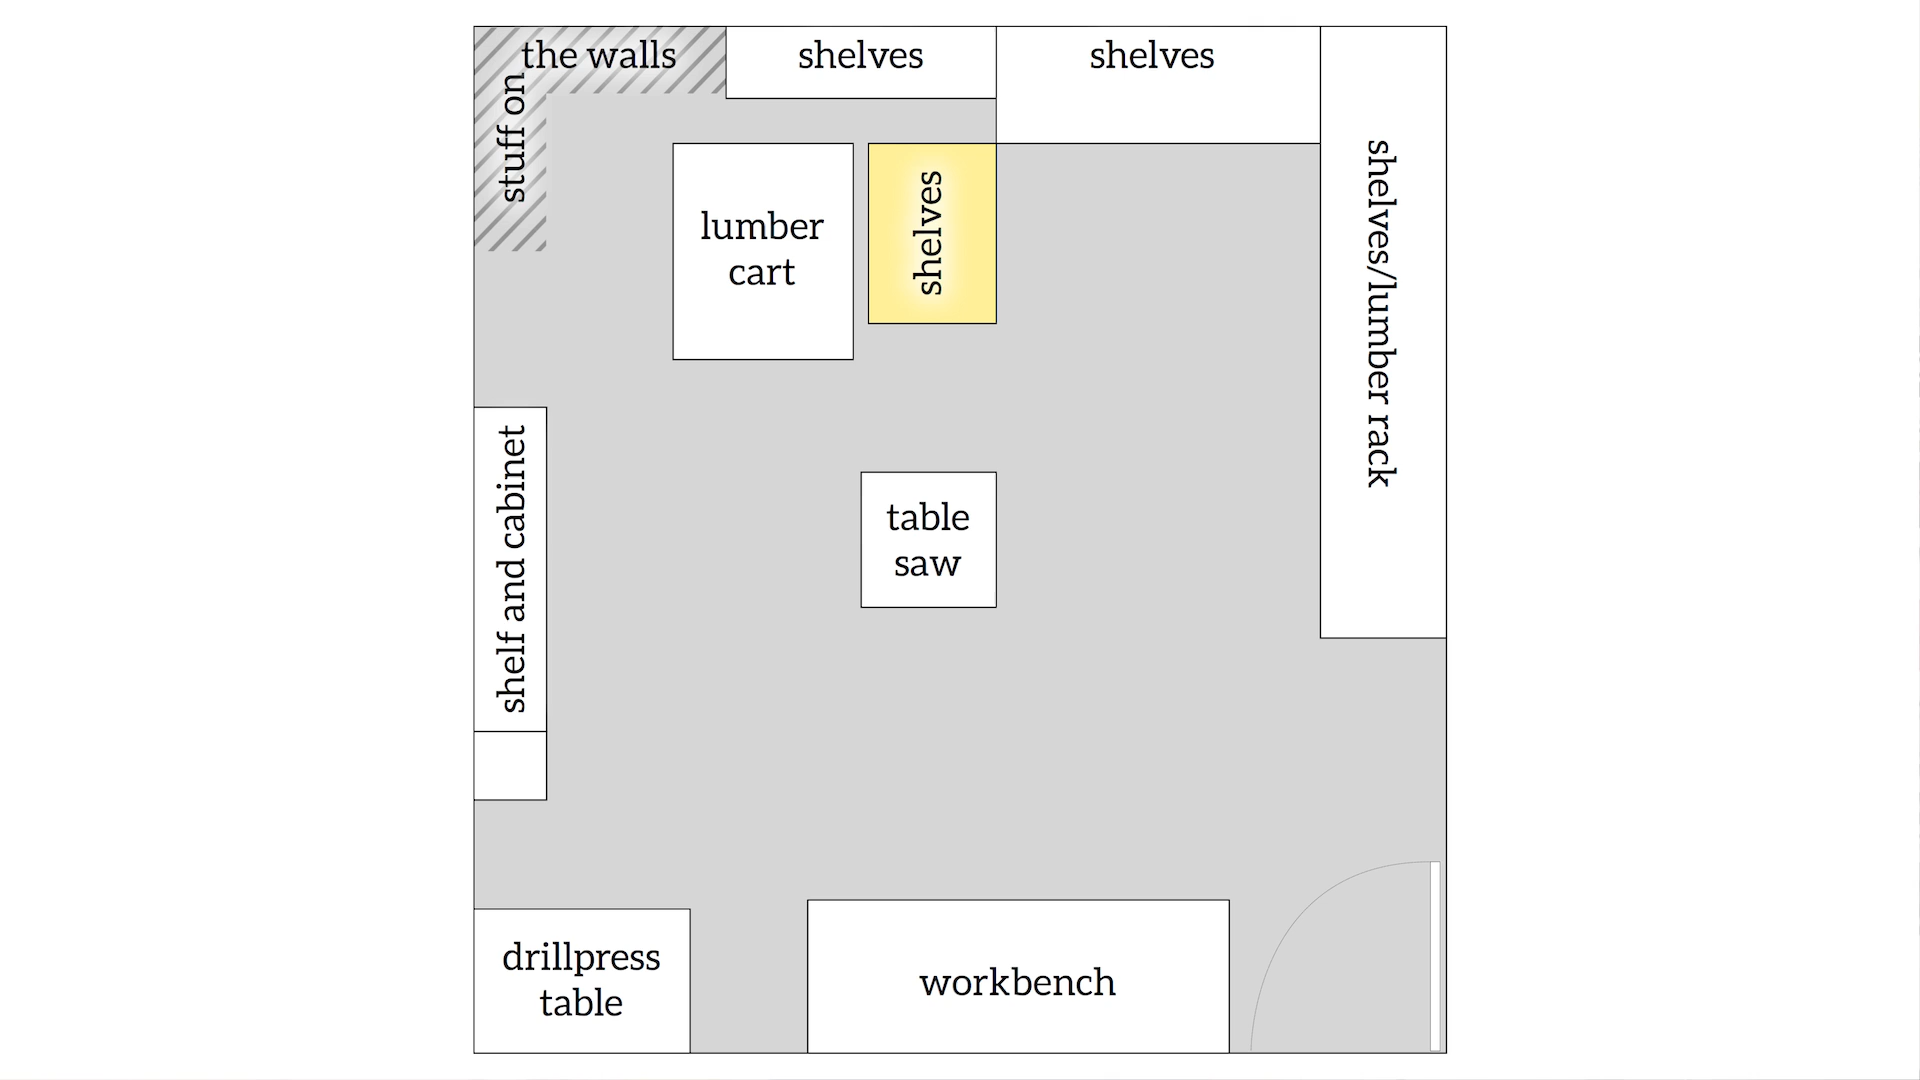 stuff on
the walls
shelves
shelves
shelves/lumber rack
lumber
cart
shelves
shelf and cabinet
table
saw
drillpress
table
workbench